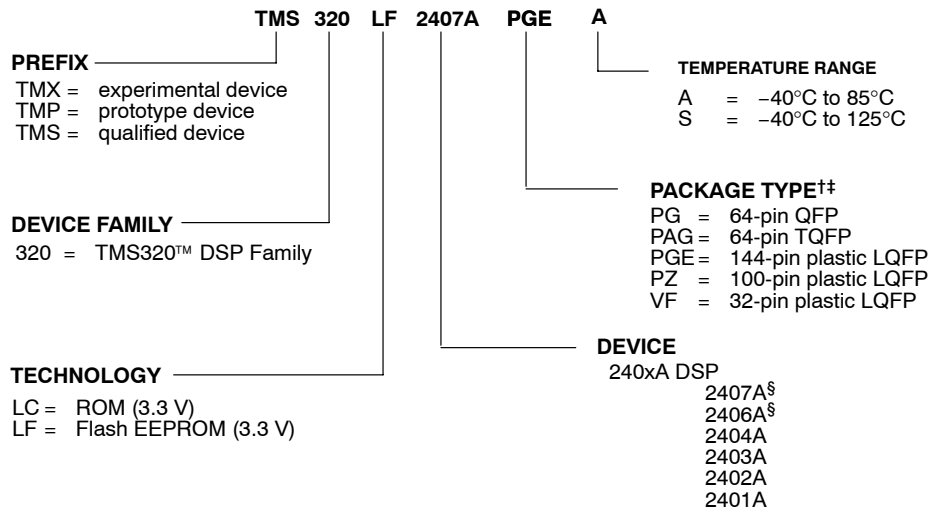 TMS 320 LF 2407A PGE A
PREFIX
TMX = experimental device
TMP = prototype device
TMS = qualified device
TEMPERATURE RANGE
A = −40°C to 85°C
S = −40°C to 125°C
DEVICE FAMILY
320 = TMS320™ DSP Family
PACKAGE TYPE†‡
PG = 64-pin QFP
PAG = 64-pin TQFP
PGE = 144-pin plastic LQFP
PZ = 100-pin plastic LQFP
VF = 32-pin plastic LQFP
TECHNOLOGY
LC = ROM (3.3 V)
LF = Flash EEPROM (3.3 V)
DEVICE
240xA DSP
2407A§
2406A§
2404A
2403A
2402A
2401A